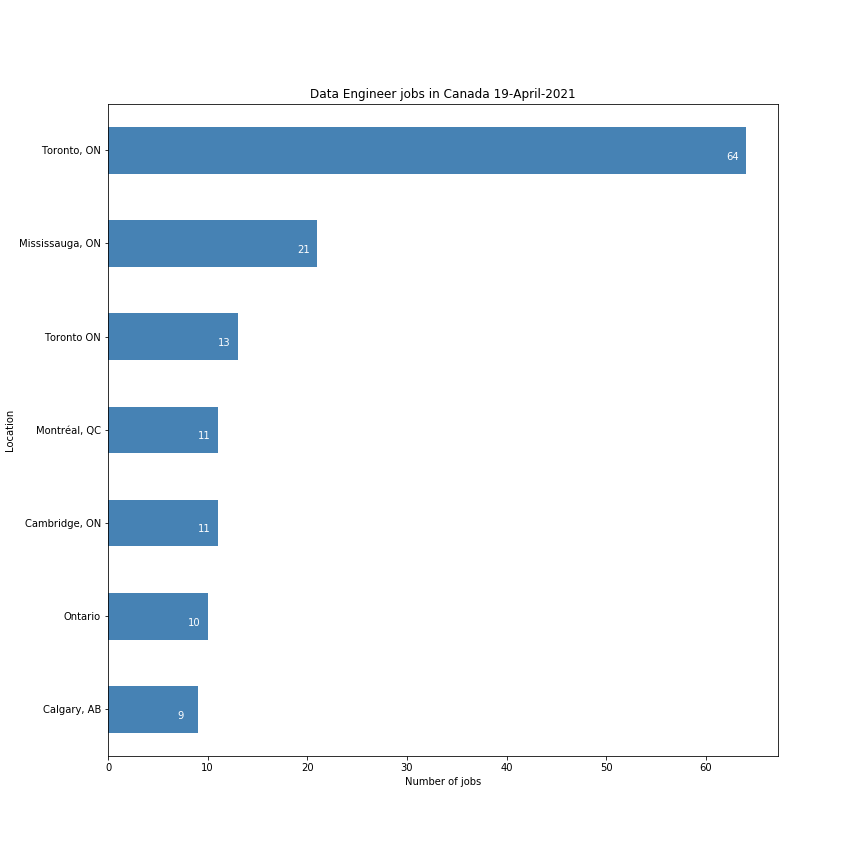 Data Engineer jobs in Canada 19-April-2021
Toronto, ON
64
Mississauga, ON
21
Toronto ON
13
Montréal, QC
11
Cambridge, ON
11
Ontario
10
Calgary, AB
9
Location
0 10 20 30 40 50 60
Number of jobs